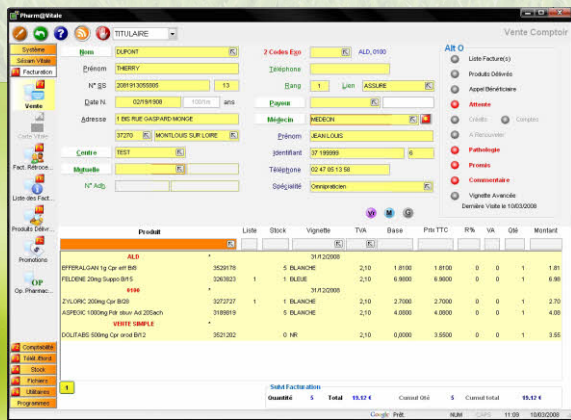 Pharm@Vitale
TITULAIRE
Vente Comptoir
Système
Sésam Vitale
Facturation
Vente
Carte Vitale
Fact. Rétroce...
Liste des Fact...
Produits Délivr...
Promotions
OP
Op. Pharmac...
Comptabilité
Stock
Fichiers
Utilitaires
Programmes
Nom DUPONT
Prénom THIERRY
N° SS 2081913055805 13
Date N. 02/19/1908 ans
Adresse 1 BIS RUE GASPARD MONGE
37270 MONTLOUIS SUR LOIRE
Centre TEST
Mutuelle
N° Adh.
2 Codes Exo ALD, 0100
Téléphone
Rang 1 Lien ASSURE
Payeur
Médecin MEDECIN
Prénom JEAN LOUIS
Identifiant 37 199999 6
Téléphone 02 47 05 13 58
Spécialité Omnipraticien
Alt O
Liste Facture(s)
Produits Délivrés
Appel Bénéficiaire
Attente
Crédits Comptes
A Retourner
Pathologie
Promis
Commentaire
Vignette Avancée
Dernière Visite le 10/03/2008
Vr M G
Produit Liste Stock Vignette TVA Base Prix TTC R% VA Qté Montant
ALD * 31/12/2008
EFFERALGAN 1g Cpr eff B/8 3529178 5 BLANCHE 2,10 1.8100 1.8100 0 0 1 1.81
FELDENE 20mg Suppo B/15 3263823 1 1 BLEUE 2,10 6.9800 6.9800 0 0 1 6.98
0100 * 31/12/2008
ZYLORIC 200mg Cpr B/28 3272727 1 1 BLANCHE 2,10 2.7000 2.7000 0 0 1 2.70
ASPEGIC 1000mg Pdr sbuv Ad 20Sach 3189819 5 BLANCHE 2,10 4.0800 4.0800 0 0 1 4.08
VERTE SIMPLE *
DOLITABS 500mg Cpr orod B/12 3521202 0 NR 2,10 0,0000 3.5500 0 0 1 3.55
1
Suivi Facturation
Quantité 5 Total 19.12 € Cumul Qté 5 Cumul total 19.12 €
Google Prêt. NUM CAPS 11:09 10/03/2008